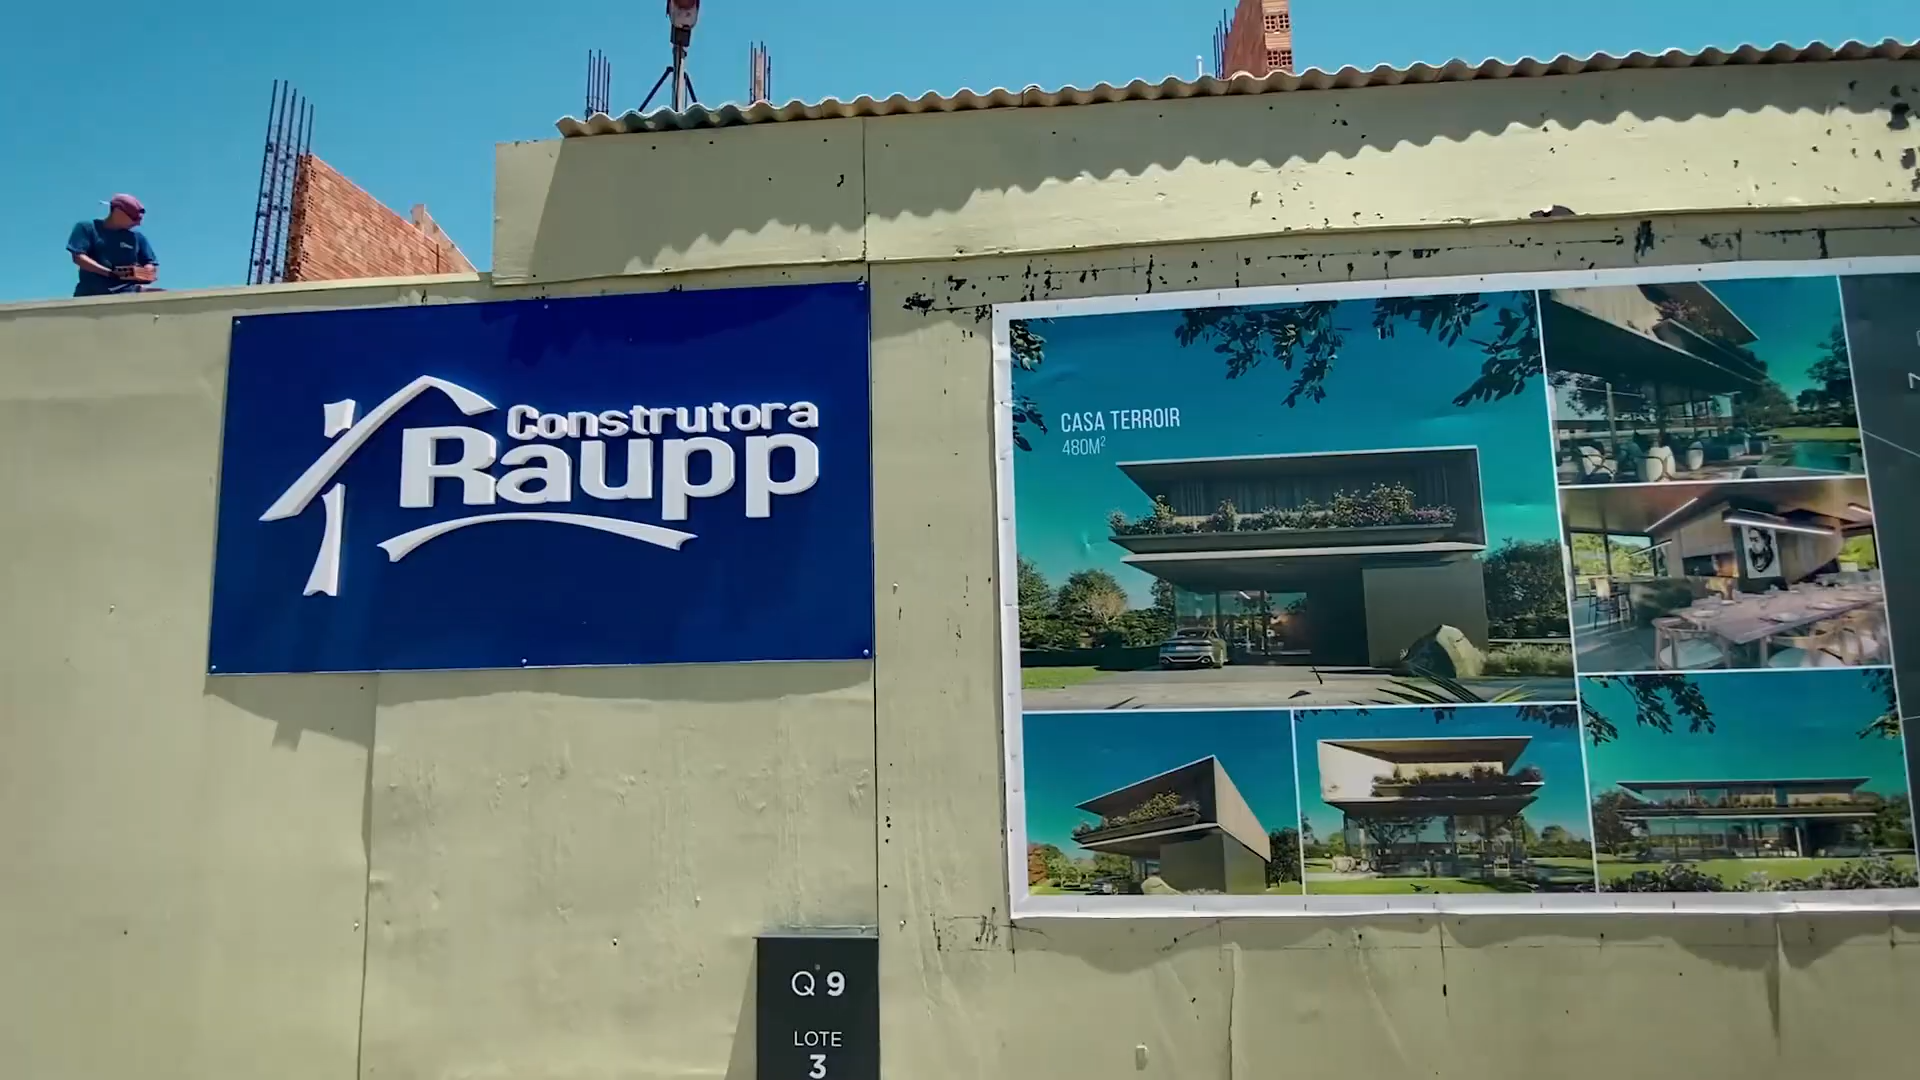 Construtora
Raupp
CASA TERROIR
480M²
Q 9
LOTE
3